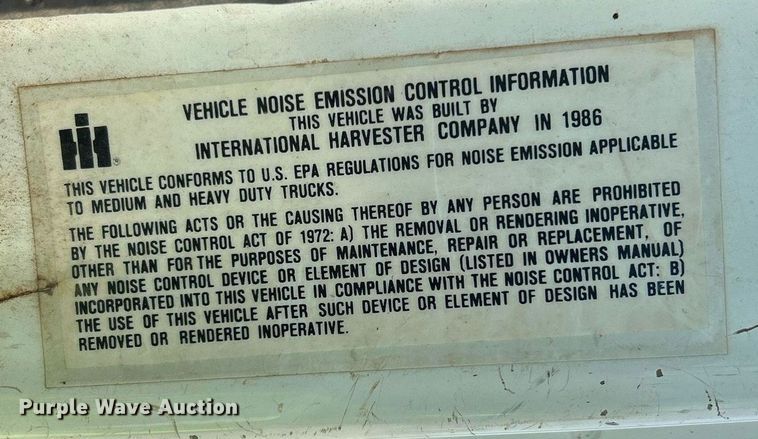 VEHICLE NOISE EMISSION CONTROL INFORMATION
THIS VEHICLE WAS BUILT BY
INTERNATIONAL HARVESTER COMPANY IN 1986
IH®
THIS VEHICLE CONFORMS TO U.S. EPA REGULATIONS FOR NOISE EMISSION APPLICABLE
TO MEDIUM AND HEAVY DUTY TRUCKS.
THE FOLLOWING ACTS OR THE CAUSING THEREOF BY ANY PERSON ARE PROHIBITED
BY THE NOISE CONTROL ACT OF 1972: A) THE REMOVAL OR RENDERING INOPERATIVE,
OTHER THAN FOR THE PURPOSES OF MAINTENANCE, REPAIR OR REPLACEMENT, OF
ANY NOISE CONTROL DEVICE OR ELEMENT OF DESIGN (LISTED IN OWNERS MANUAL)
INCORPORATED INTO THIS VEHICLE IN COMPLIANCE WITH THE NOISE CONTROL ACT: B)
THE USE OF THIS VEHICLE AFTER SUCH DEVICE OR ELEMENT OF DESIGN HAS BEEN
REMOVED OR RENDERED INOPERATIVE.
Purple Wave Auction